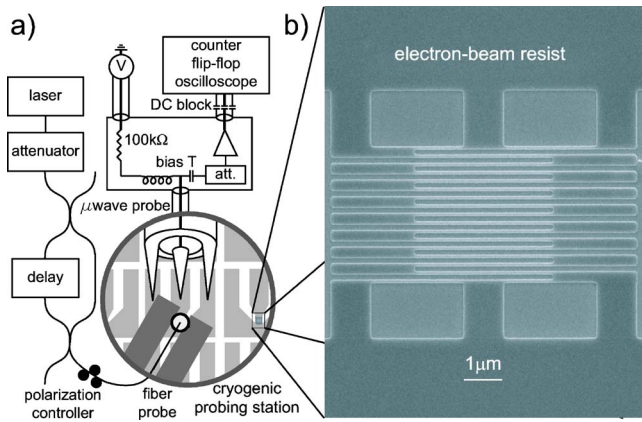 a)
V
laser
attenuator
delay
polarization
controller
counter
flip-flop
oscilloscope
DC block
100kΩ
bias T
att.
μwave probe
fiber
probe
cryogenic
probing station
b)
electron-beam resist
1μm